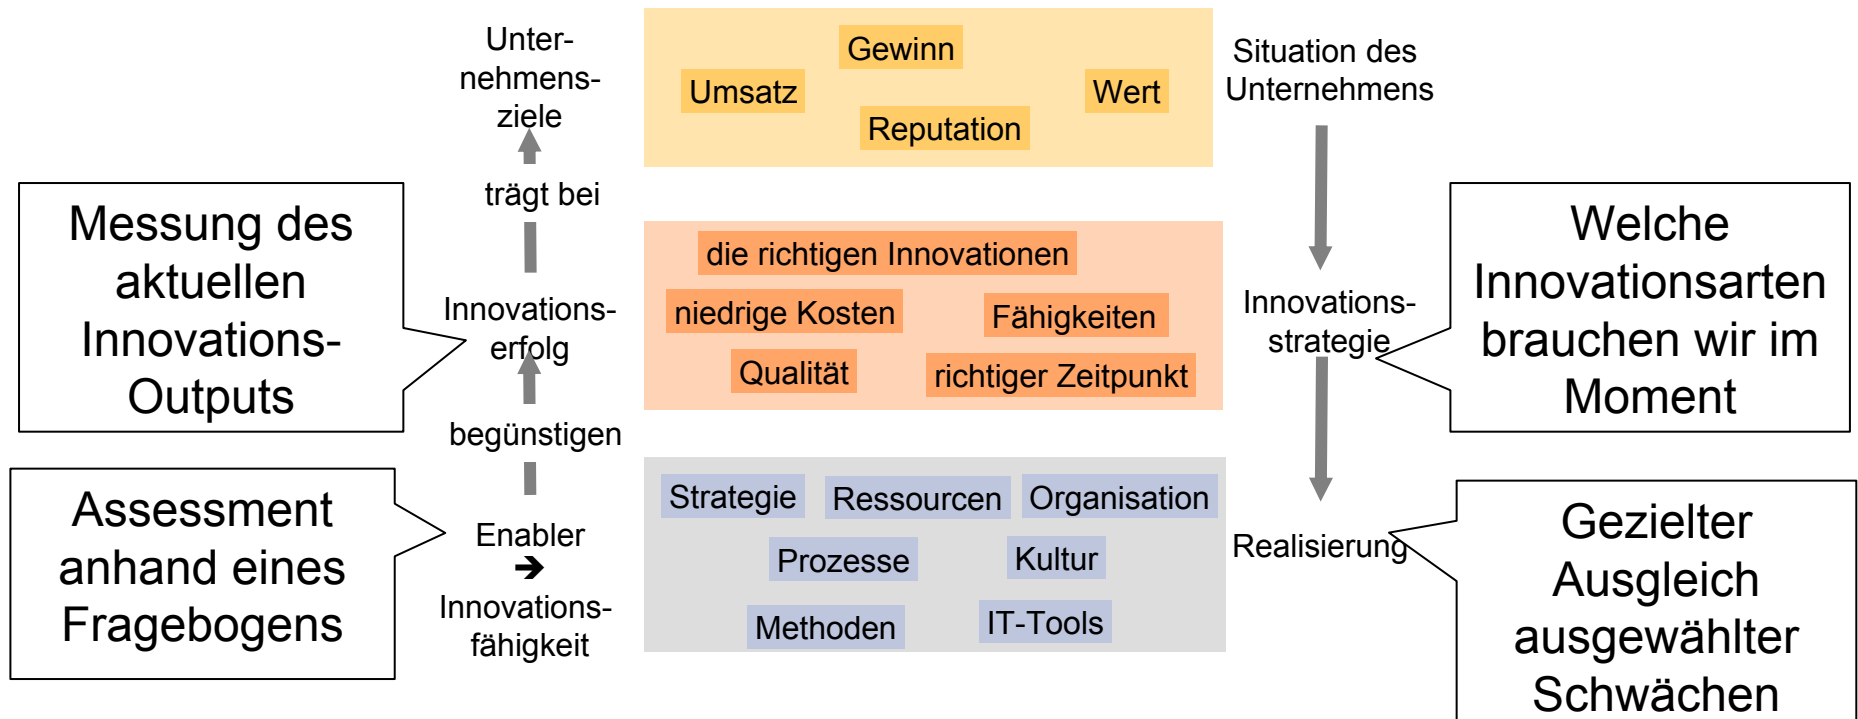 Unter-
nehmens-
ziele
trägt bei
Innovations-
erfolg
begünstigen
Enabler
➔
Innovations-
fähigkeit
Messung des
aktuellen
Innovations-
Outputs
Assessment
anhand eines
Fragebogens
Gewinn
Umsatz
Wert
Reputation
die richtigen Innovationen
niedrige Kosten
Fähigkeiten
Qualität
richtiger Zeitpunkt
Strategie
Ressourcen
Organisation
Prozesse
Kultur
Methoden
IT-Tools
Situation des
Unternehmens
Innovations-
strategie
Realisierung
Welche
Innovationsarten
brauchen wir im
Moment
Gezielter
Ausgleich
ausgewählter
Schwächen